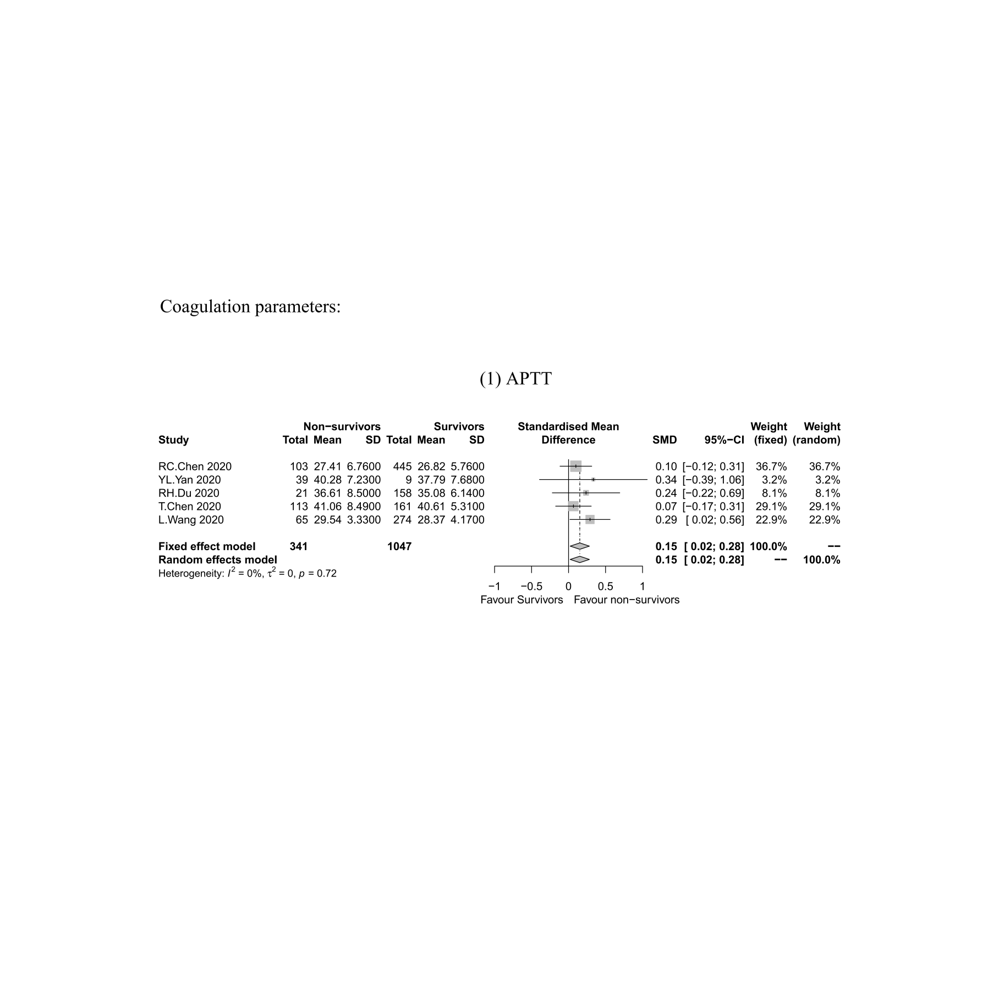 Coagulation parameters:
(1) APTT
Non−survivors Survivors Standardised Mean Weight Weight
Study Total Mean SD Total Mean SD Difference SMD 95%−CI (fixed) (random)
RC.Chen 2020 103 27.41 6.7600 445 26.82 5.7600 0.10 [−0.12; 0.31] 36.7% 36.7%
YL.Yan 2020 39 40.28 7.2300 9 37.79 7.6800 0.34 [−0.39; 1.06] 3.2% 3.2%
RH.Du 2020 21 36.61 8.5000 158 35.08 6.1400 0.24 [−0.22; 0.69] 8.1% 8.1%
T.Chen 2020 113 41.06 8.4900 161 40.61 5.3100 0.07 [−0.17; 0.31] 29.1% 29.1%
L.Wang 2020 65 29.54 3.3300 274 28.37 4.1700 0.29 [ 0.02; 0.56] 22.9% 22.9%
Fixed effect model 341 1047 0.15 [ 0.02; 0.28] 100.0% −−
Random effects model 0.15 [ 0.02; 0.28] −− 100.0%
Heterogeneity: I² = 0%, τ² = 0, p = 0.72
−1 −0.5 0 0.5 1
Favour Survivors Favour non−survivors